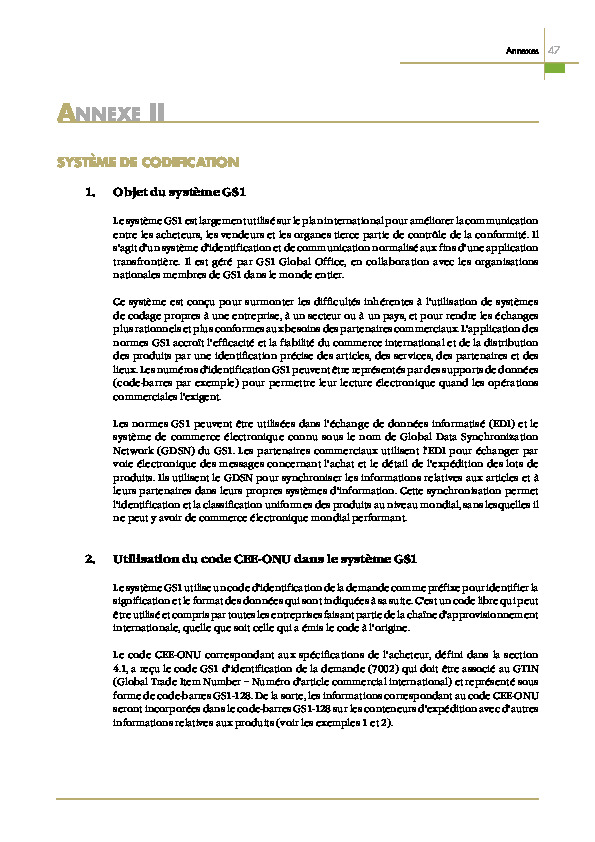 Annexes 47
ANNEXE II
SYSTÈME DE CODIFICATION
1. Objet du système GS1
Le système GS1 est largement utilisé sur le plan international pour améliorer la communication
entre les acheteurs, les vendeurs et les organes tierce partie de contrôle de la conformité. Il
s'agit d'un système d'identification et de communication normalisé aux fins d'une application
transfrontière. Il est géré par GS1 Global Office, en collaboration avec les organisations
nationales membres de GS1 dans le monde entier.
Ce système est conçu pour surmonter les difficultés inhérentes à l'utilisation de systèmes
de codage propres à une entreprise, à un secteur ou à un pays, et pour rendre les échanges
plus rationnels et plus conformes aux besoins des partenaires commerciaux. L'application des
normes GS1 accroît l'efficacité et la fiabilité du commerce international et de la distribution
des produits par une identification précise des articles, des services, des partenaires et des
lieux. Les numéros d'identification GS1 peuvent être représentés par des supports de données
(code-barres par exemple) pour permettre leur lecture électronique quand les opérations
commerciales l'exigent.
Les normes GS1 peuvent être utilisées dans l'échange de données informatisé (EDI) et le
système de commerce électronique connu sous le nom de Global Data Synchronization
Network (GDSN) du GS1. Les partenaires commerciaux utilisent l'EDI pour échanger par
voie électronique des messages concernant l'achat et le détail de l'expédition des lots de
produits. Ils utilisent le GDSN pour synchroniser les informations relatives aux articles et à
leurs partenaires dans leurs propres systèmes d'information. Cette synchronisation permet
l'identification et la classification uniformes des produits au niveau mondial, sans lesquelles il
ne peut y avoir de commerce électronique mondial performant.
2. Utilisation du code CEE-ONU dans le système GS1
Le système GS1 utilise un code d'identification de la demande comme préfixe pour identifier la
signification et le format des données qui sont indiquées à sa suite. C'est un code libre qui peut
être utilisé et compris par toutes les entreprises faisant partie de la chaîne d'approvisionnement
internationale, quelle que soit celle qui a émis le code à l'origine.
Le code CEE-ONU correspondant aux spécifications de l'acheteur, défini dans la section
4.1, a reçu le code GS1 d'identification de la demande (7002) qui doit être associé au GTIN
(Global Trade Item Number – Numéro d'article commercial international) et représenté sous
forme de code-barres GS1-128. De la sorte, les informations correspondant au code CEE-ONU
seront incorporées dans le code-barres GS1-128 sur les conteneurs d'expédition avec d'autres
informations relatives aux produits (voir les exemples 1 et 2).